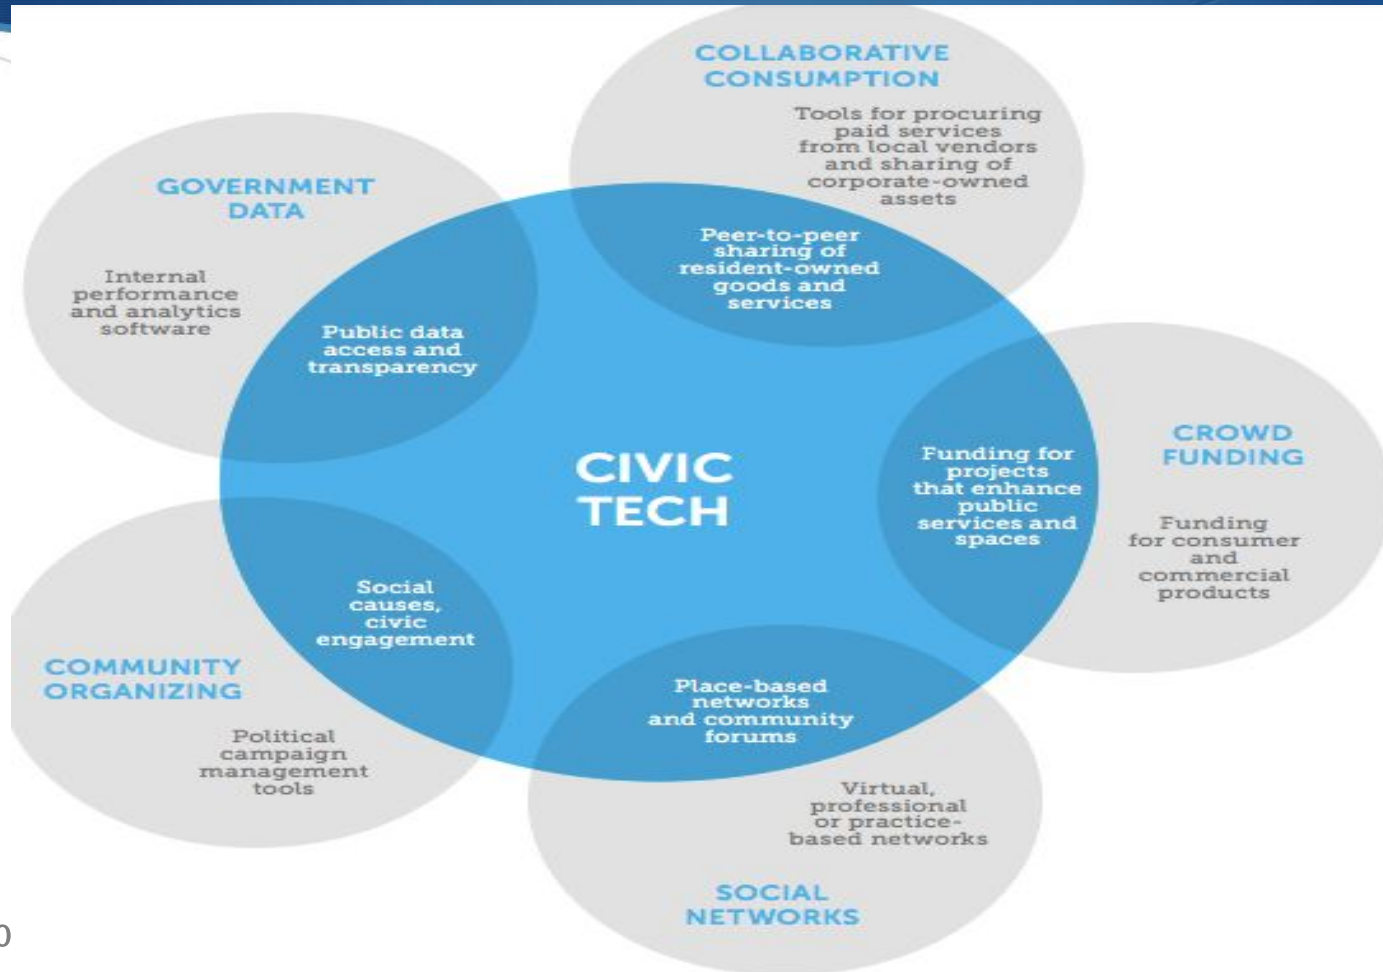 COLLABORATIVE
CONSUMPTION
Tools for procuring
paid services
from local vendors
and sharing of
corporate-owned
assets
GOVERNMENT
DATA
Internal
performance
and analytics
software
Peer-to-peer
sharing of
resident-owned
goods and
services
Public data
access and
transparency
CIVIC
TECH
Funding for
projects
that enhance
public
services and
spaces
CROWD
FUNDING
Funding
for consumer
and
commercial
products
Social
causes,
civic
engagement
COMMUNITY
ORGANIZING
Political
campaign
management
tools
Place-based
networks
and community
forums
Virtual,
professional
or practice-
based networks
SOCIAL
NETWORKS
0